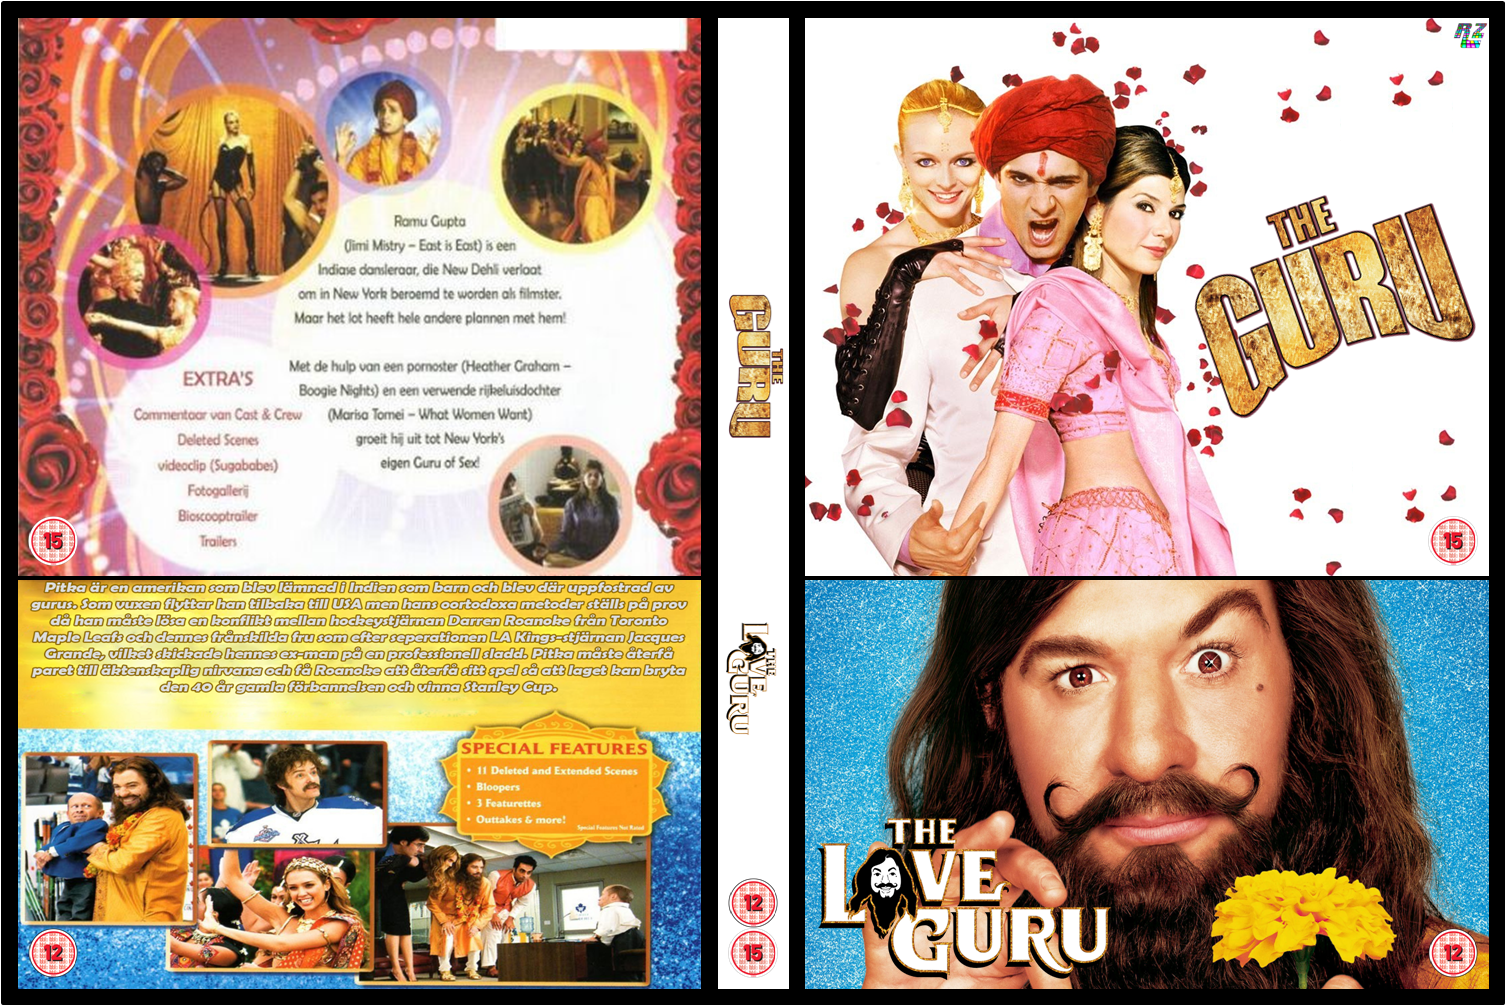 Ramu Gupta
(Jimi Mistry – East is East) is een
Indiase dansleraar, die New Dehli verlaat
om in New York beroemd te worden als filmster.
Maar het lot heeft hele andere plannen met hem!
Met de hulp van een pornoster (Heather Graham –
Boogie Nights) en een verwende rijkeluisdochter
(Marisa Tomei – What Women Want)
groeit hij uit tot New York's
eigen Guru of Sex!
EXTRA'S
Commentaar van Cast & Crew
Deleted Scenes
videoclip (Sugababes)
Fotogallerij
Bioscooptrailer
Trailers
15
Pitka är en amerikan som blev lämnad i Indien som barn och blev där uppfostrad av
gurus. Som vuxen flyttar han tilbaka till USA men hans oortodoxa metoder ställs på prov
då han måste lösa en konflikt mellan hockeystjärnan Darren Roanoke från Toronto
Maple Leafs och dennes frånskilda fru som efter seperationen LA Kings-stjärnan Jacques
Grande, vilket skickade hennes ex-man på en professionell sladd. Pitka måste återfå
paret till äktenskaplig nirvana och få Roanoke att återfå sitt spel så att laget kan bryta
den 40 år gamla förbannelsen och vinna Stanley Cup.
SPECIAL FEATURES
• 11 Deleted and Extended Scenes
• Bloopers
• 3 Featurettes
• Outtakes & more!
Special Features Not Rated
12
THE
GURU
THE
LOVE
GURU
12
15
RZ
THE
GURU
15
THE
LOVE
GURU
12